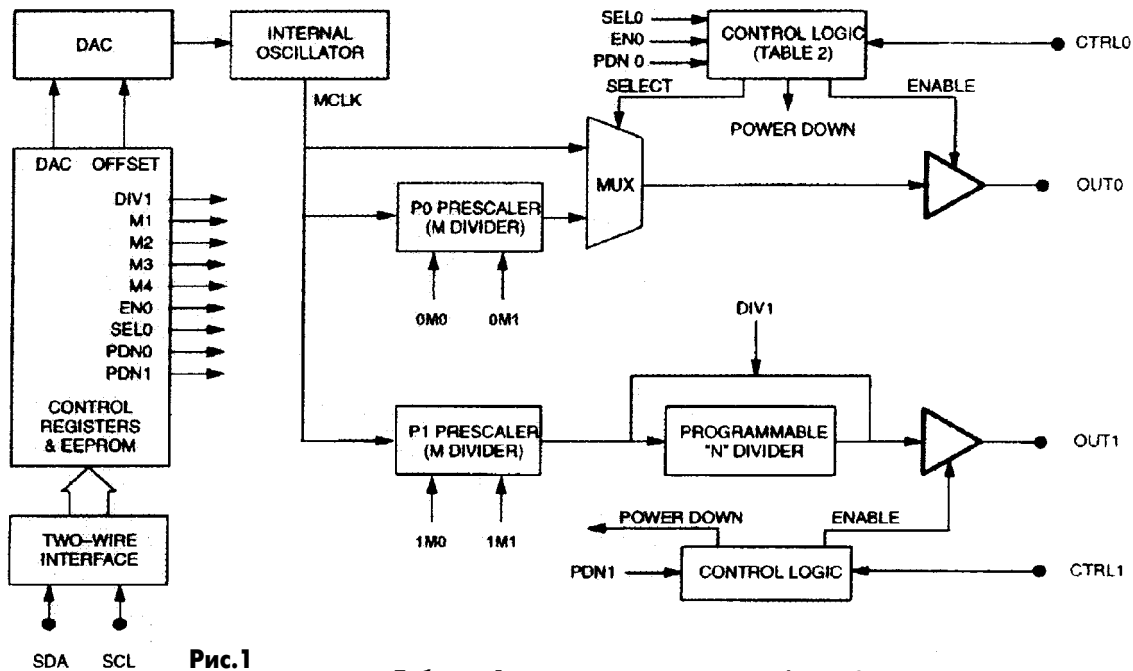 DAC
INTERNAL
OSCILLATOR
SEL0
EN0
PDN 0
CONTROL LOGIC
(TABLE 2)
CTRL0
MCLK
SELECT
ENABLE
POWER DOWN
DAC OFFSET
DIV1
M1
M2
M3
M4
EN0
SEL0
PDN0
PDN1
CONTROL
REGISTERS
& EEPROM
MUX
OUT0
P0 PRESCALER
(M DIVIDER)
0M0 0M1
DIV1
P1 PRESCALER
(M DIVIDER)
PROGRAMMABLE
"N" DIVIDER
OUT1
1M0 1M1
POWER DOWN
ENABLE
TWO-WIRE
INTERFACE
PDN1
CONTROL LOGIC
CTRL1
SDA SCL
Рис.1